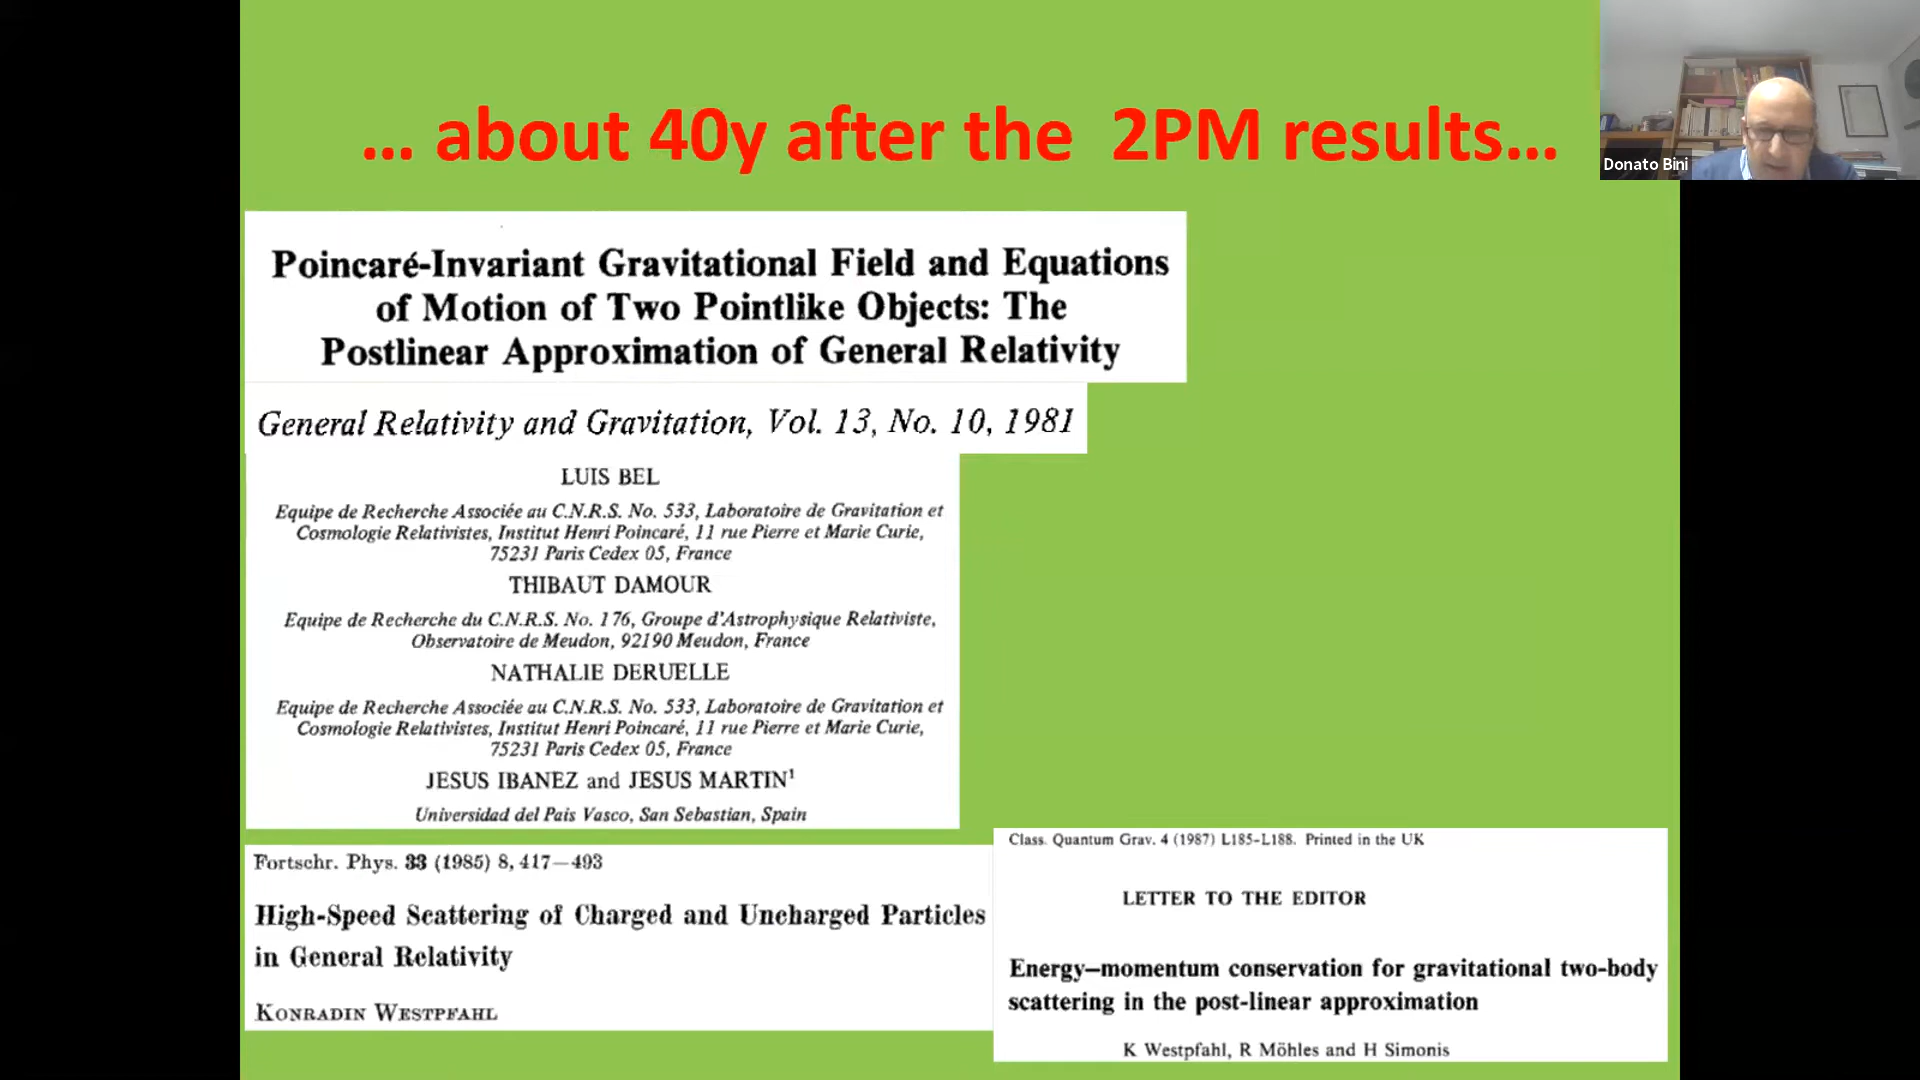 ... about 40y after the 2PM results...
Donato Bini
Poincaré-Invariant Gravitational Field and Equations
of Motion of Two Pointlike Objects: The
Postlinear Approximation of General Relativity
General Relativity and Gravitation, Vol. 13, No. 10, 1981
LUIS BEL
Equipe de Recherche Associée au C.N.R.S. No. 533, Laboratoire de Gravitation et
Cosmologie Relativistes, Institut Henri Poincaré, 11 rue Pierre et Marie Curie,
75231 Paris Cedex 05, France
THIBAUT DAMOUR
Equipe de Recherche du C.N.R.S. No. 176, Groupe d'Astrophysique Relativiste,
Observatoire de Meudon, 92190 Meudon, France
NATHALIE DERUELLE
Equipe de Recherche Associée au C.N.R.S. No. 533, Laboratoire de Gravitation et
Cosmologie Relativistes, Institut Henri Poincaré, 11 rue Pierre et Marie Curie,
75231 Paris Cedex 05, France
JESUS IBANEZ and JESUS MARTIN¹
Universidad del Pais Vasco, San Sebastian, Spain
Fortschr. Phys. 33 (1985) 8, 417—493
High-Speed Scattering of Charged and Uncharged Particles
in General Relativity
KONRADIN WESTPFAHL
Class. Quantum Grav. 4 (1987) L185-L188. Printed in the UK
LETTER TO THE EDITOR
Energy–momentum conservation for gravitational two-body
scattering in the post-linear approximation
K Westpfahl, R Möhles and H Simonis